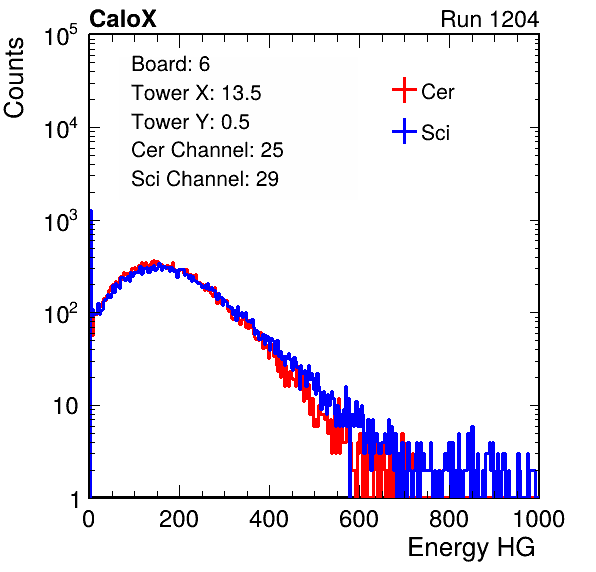 CaloX Run 1204
Counts
Board: 6
Tower X: 13.5
Tower Y: 0.5
Cer Channel: 25
Sci Channel: 29
Cer
Sci
10^5
10^4
10^3
10^2
10
1
0 200 400 600 800 1000
Energy HG